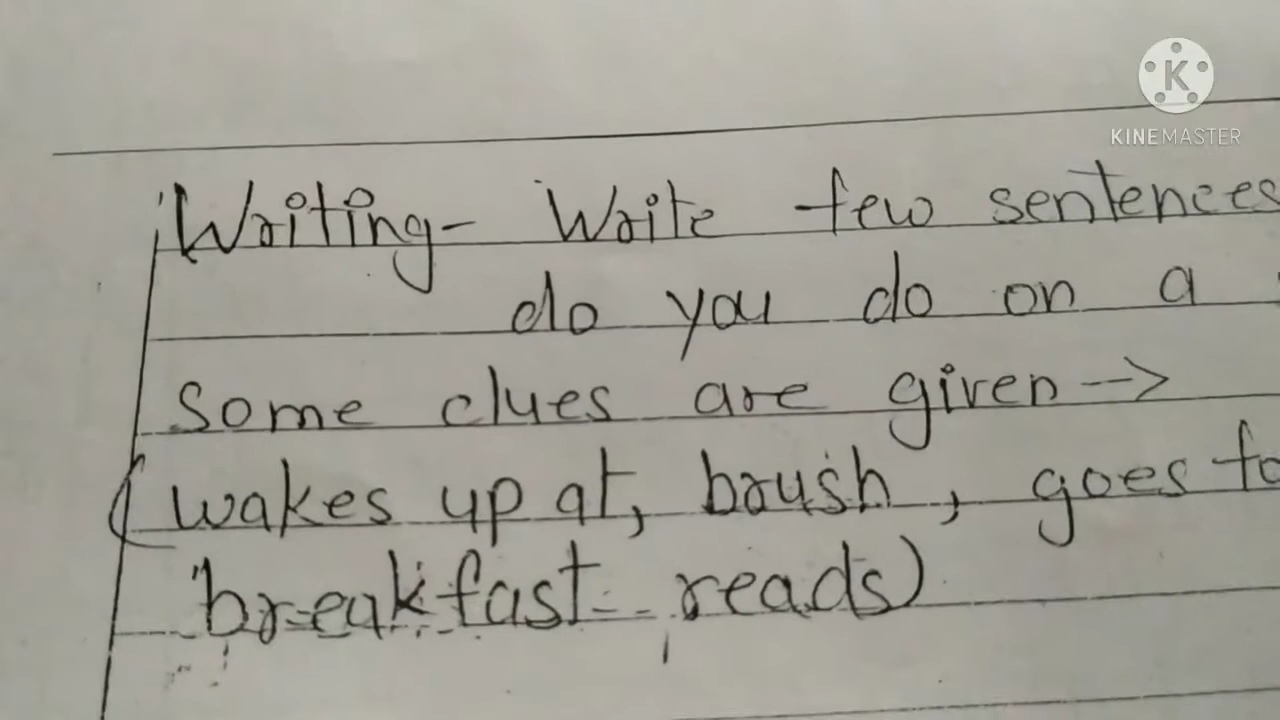 KINEMASTER
Writing- Write few sentences
do you do on a
Some clues are given->
(wakes up at, brush, goes to
breakfast, reads)